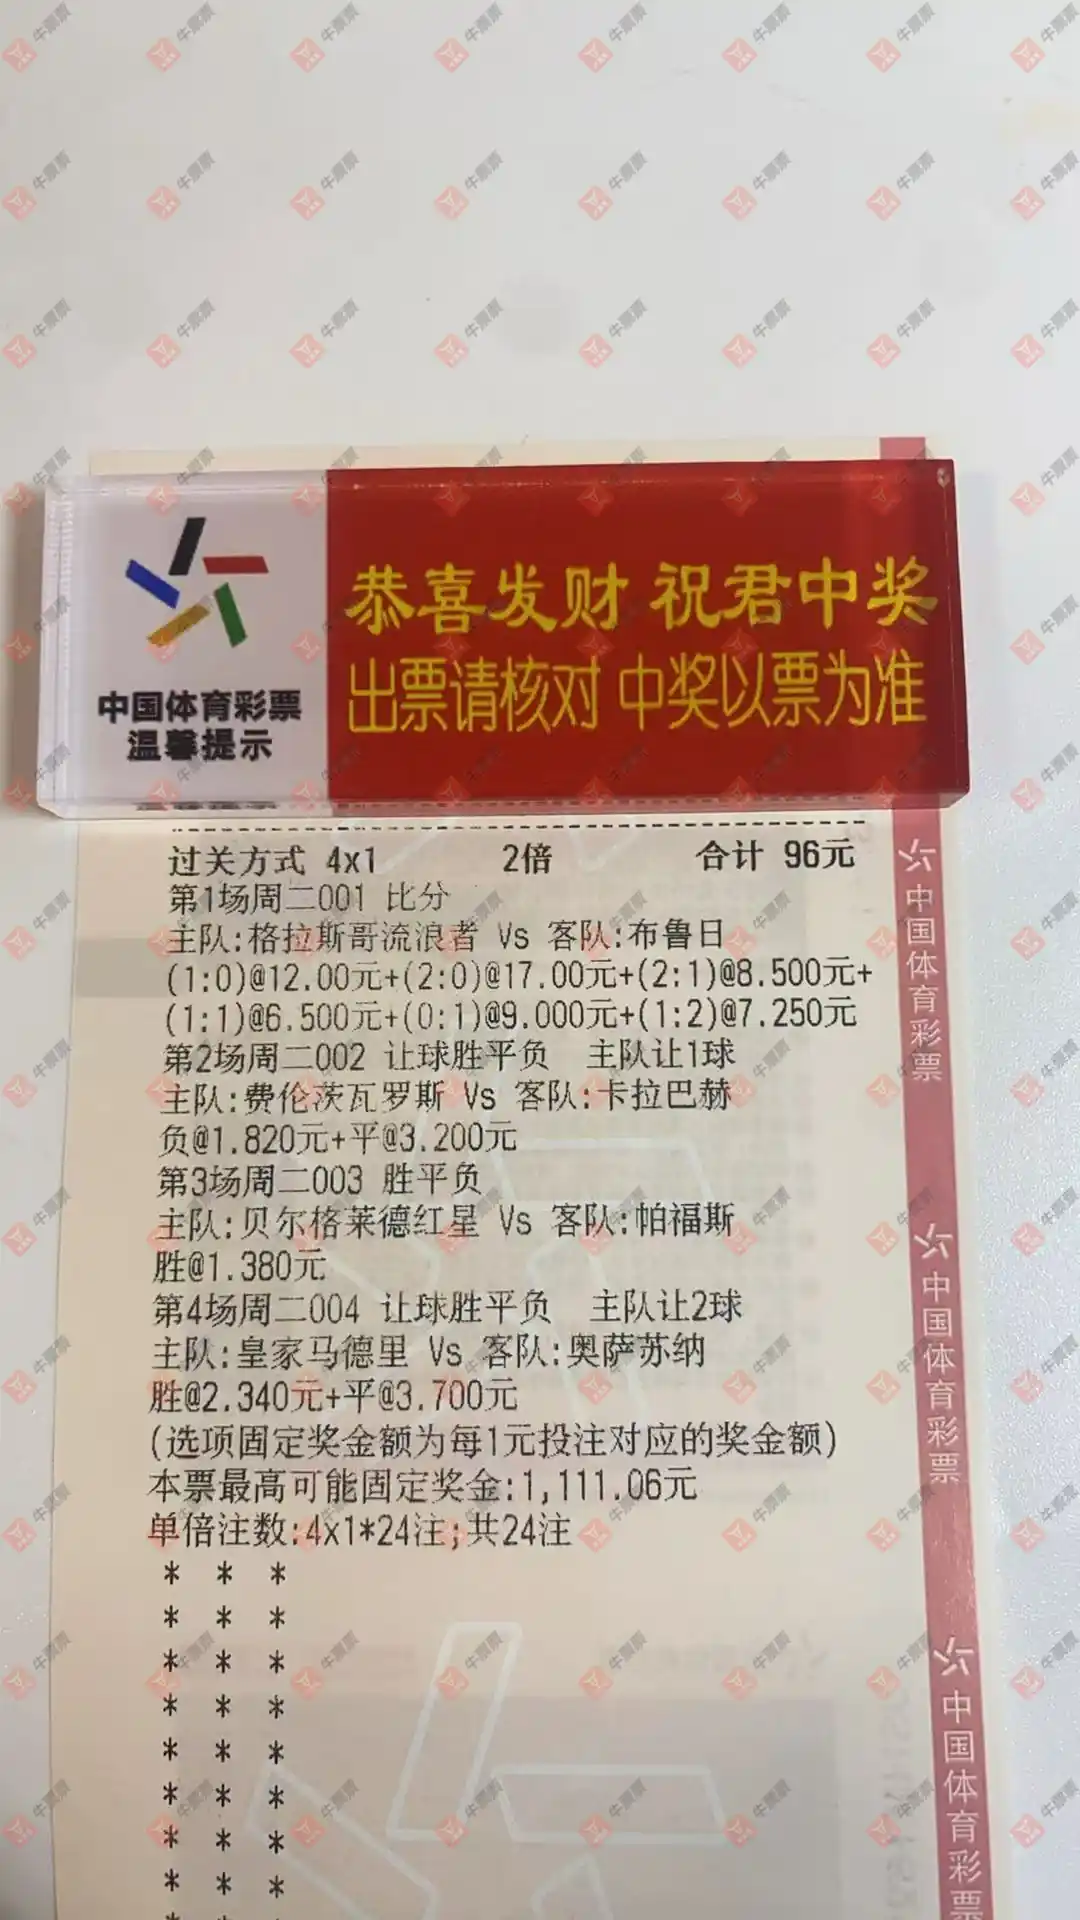 恭喜发财 祝君中奖
出票请核对 中奖以票为准
中国体育彩票
温馨提示
过关方式 4x1 2倍 合计 96元
第1场周二001 比分
主队:格拉斯哥流浪者 Vs 客队:布鲁日
(1:0)@12.00元+(2:0)@17.00元+(2:1)@8.500元+
(1:1)@6.500元+(0:1)@9.000元+(1:2)@7.250元
第2场周二002 让球胜平负 主队让1球
主队:费伦茨瓦罗斯 Vs 客队:卡拉巴赫
负@1.820元+平@3.200元
第3场周二003 胜平负
主队:贝尔格莱德红星 Vs 客队:帕福斯
胜@1.380元
第4场周二004 让球胜平负 主队让2球
主队:皇家马德里 Vs 客队:奥萨苏纳
胜@2.340元+平@3.700元
(选项固定奖金额为每1元投注对应的奖金额)
本票最高可能固定奖金:1,111.06元
单倍注数:4x1*24注;共24注
* * *
* * *
* * *
* * *
* * *
* * *
* * *
* * *
中国体育彩票
中国体育彩票
中国体育彩票
牛票票